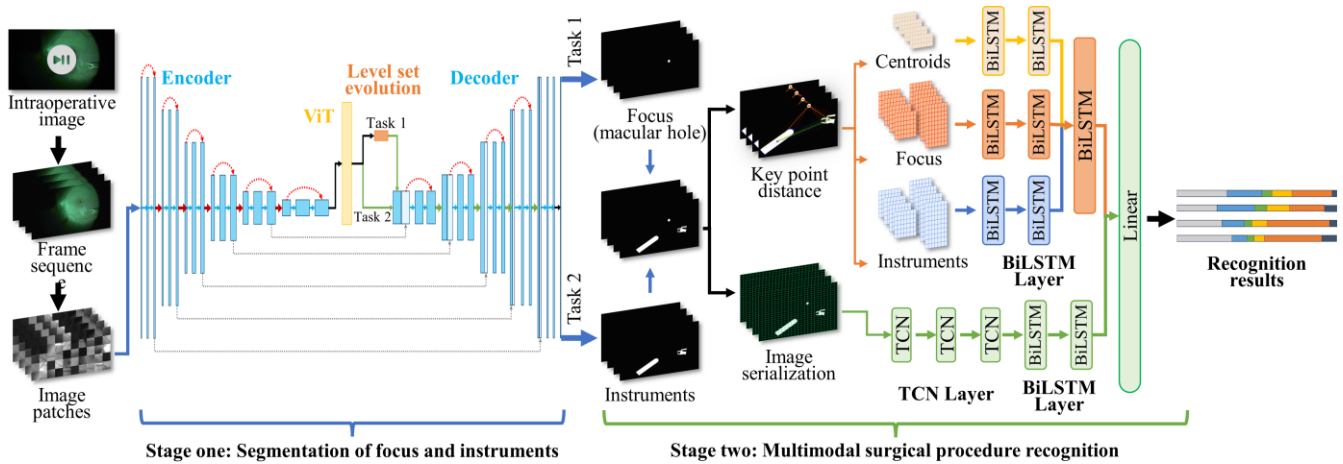 Intraoperative
image
Frame
sequenc
e
Image
patches
Encoder
Level set
evolution
ViT
Task 1
Task 2
Decoder
Task 1
Task 2
Focus
(macular hole)
Instruments
Key point
distance
Image
serialization
Centroids
Focus
Instruments
BiLSTM
BiLSTM
BiLSTM
BiLSTM
BiLSTM
BiLSTM
BiLSTM
BiLSTM
Layer
TCN
TCN
TCN
BiLSTM
BiLSTM
TCN Layer
BiLSTM
Layer
Linear
Recognition
results
Stage one: Segmentation of focus and instruments
Stage two: Multimodal surgical procedure recognition